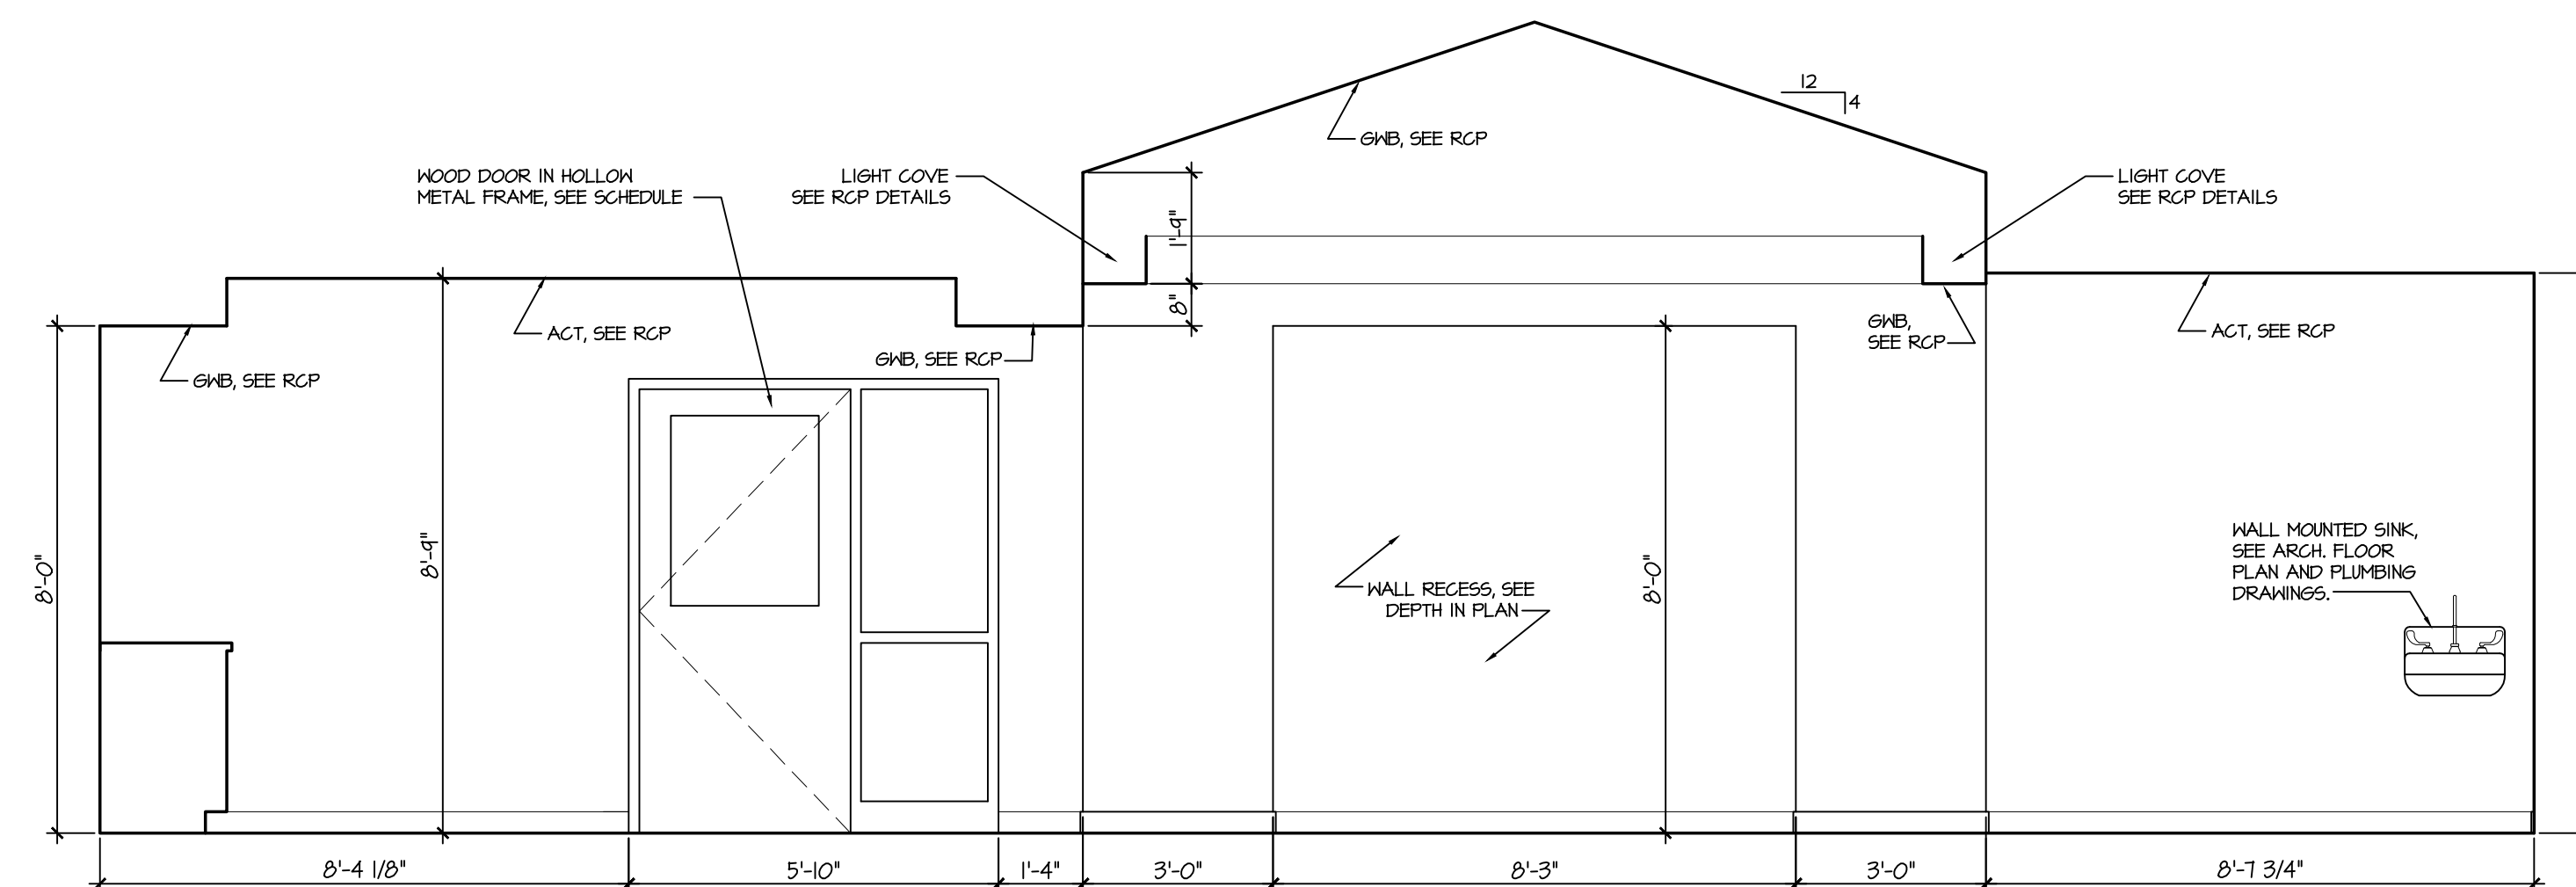 12
4
GWB, SEE RCP
WOOD DOOR IN HOLLOW
METAL FRAME, SEE SCHEDULE
LIGHT COVE
SEE RCP DETAILS
LIGHT COVE
SEE RCP DETAILS
1'-9"
8"
GWB, SEE RCP
ACT, SEE RCP
GWB, SEE RCP
GWB,
SEE RCP
ACT, SEE RCP
8'-0"
8'-9"
WALL RECESS, SEE
DEPTH IN PLAN
8'-0"
WALL MOUNTED SINK,
SEE ARCH. FLOOR
PLAN AND PLUMBING
DRAWINGS.
8'-4 1/8"
5'-10"
1'-4"
3'-0"
8'-3"
3'-0"
8'-7 3/4"